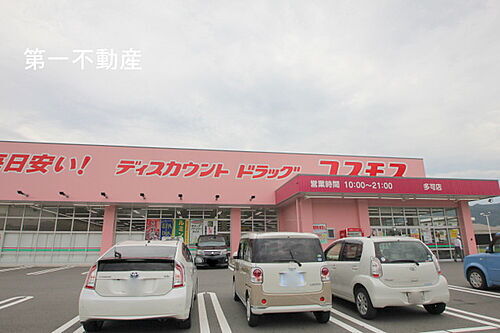 第一不動産
毎日安い!
ディスカウント ドラッグ コスモス
営業時間 10:00~21:00 多可店